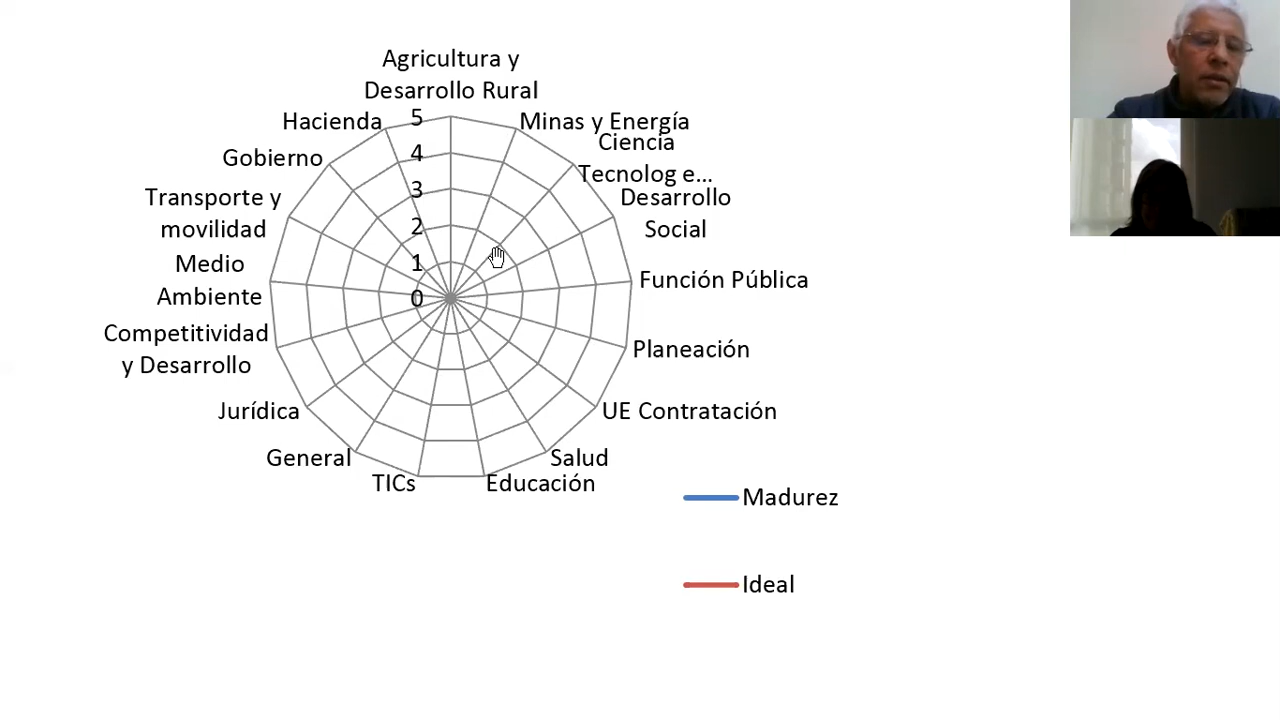 Agricultura y
Desarrollo Rural
Minas y Energía
Ciencia
Tecnolog e...
Desarrollo
Social
Función Pública
Planeación
UE Contratación
Salud
Educación
TICs
General
Jurídica
Competitividad
y Desarrollo
Medio
Ambiente
Transporte y
movilidad
Gobierno
Hacienda
5
4
3
2
1
0
Madurez
Ideal